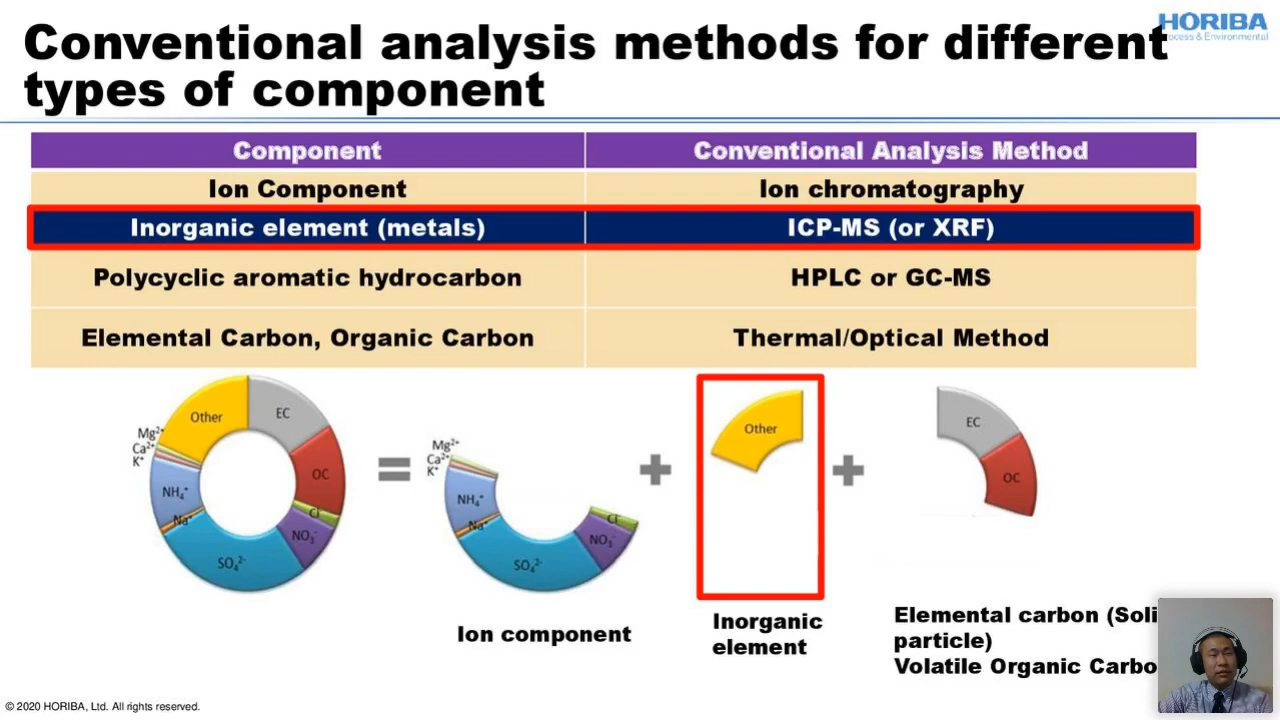 HORIBA
Process & Environmental
Conventional analysis methods for different
types of component
Component Conventional Analysis Method
Ion Component Ion chromatography
Inorganic element (metals) ICP-MS (or XRF)
Polycyclic aromatic hydrocarbon HPLC or GC-MS
Elemental Carbon, Organic Carbon Thermal/Optical Method
Other EC
Mg²⁺
Ca²⁺
K⁺
OC
NH₄⁺
Na⁺
Cl⁻
NO₃⁻
SO₄²⁻
=
Mg²⁺
Ca²⁺
K⁺
NH₄⁺
Na⁺
Cl⁻
NO₃⁻
SO₄²⁻
+
Other
+
EC
OC
Ion component
Inorganic
element
Elemental carbon (Soli
particle)
Volatile Organic Carbo
© 2020 HORIBA, Ltd. All rights reserved.